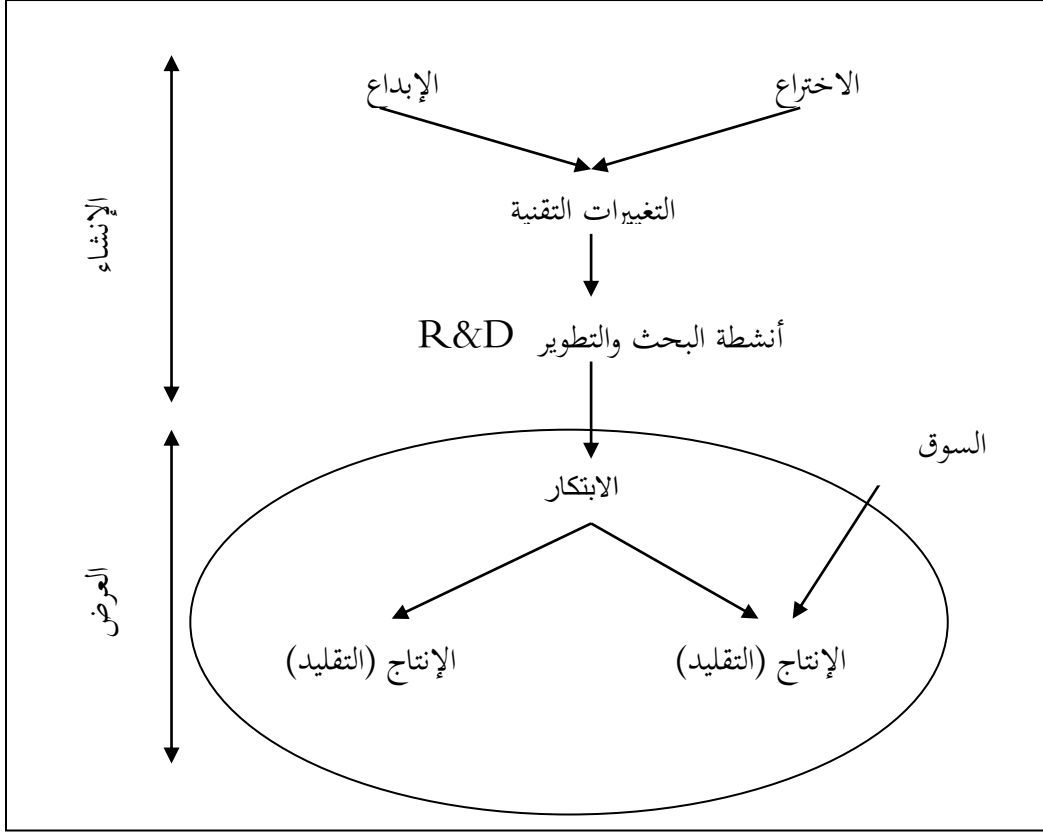 الاختراع
الإبداع
التغييرات التقنية
الإنشاء
أنشطة البحث والتطوير R&D
السوق
الابتكار
العرض
الإنتاج (التقليد)
الإنتاج (التقليد)